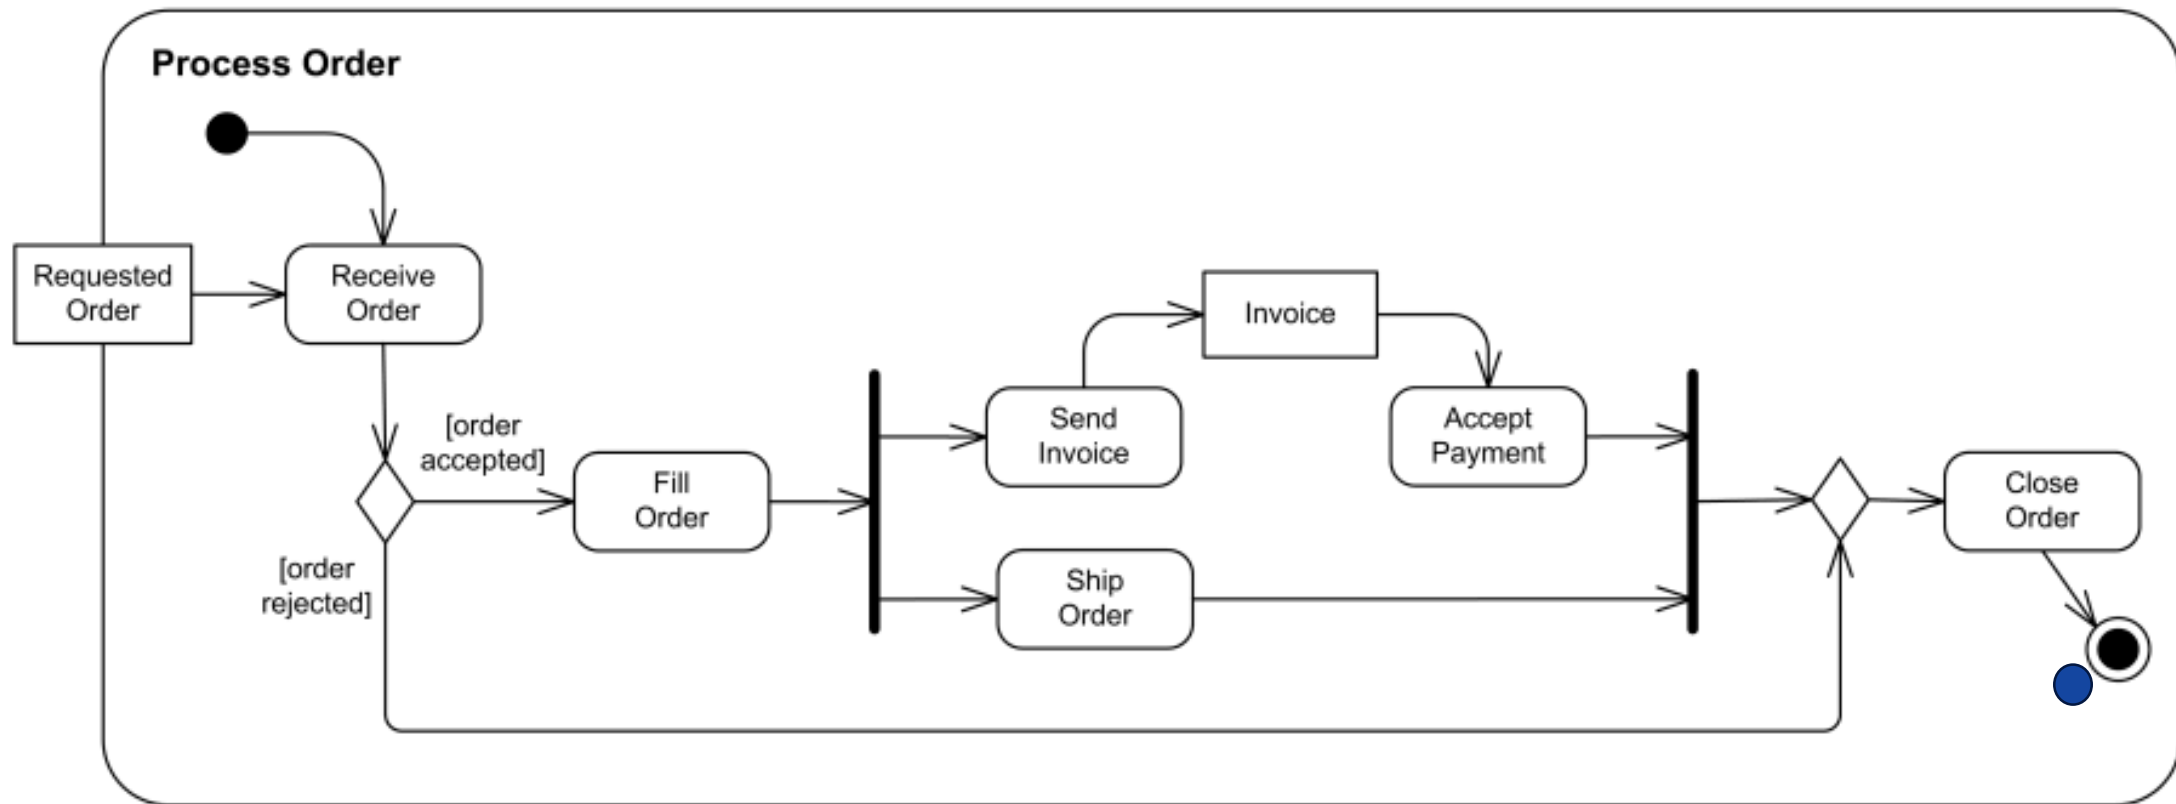 Process Order
Requested
Order
Receive
Order
[order
accepted]
[order
rejected]
Fill
Order
Send
Invoice
Invoice
Accept
Payment
Ship
Order
Close
Order